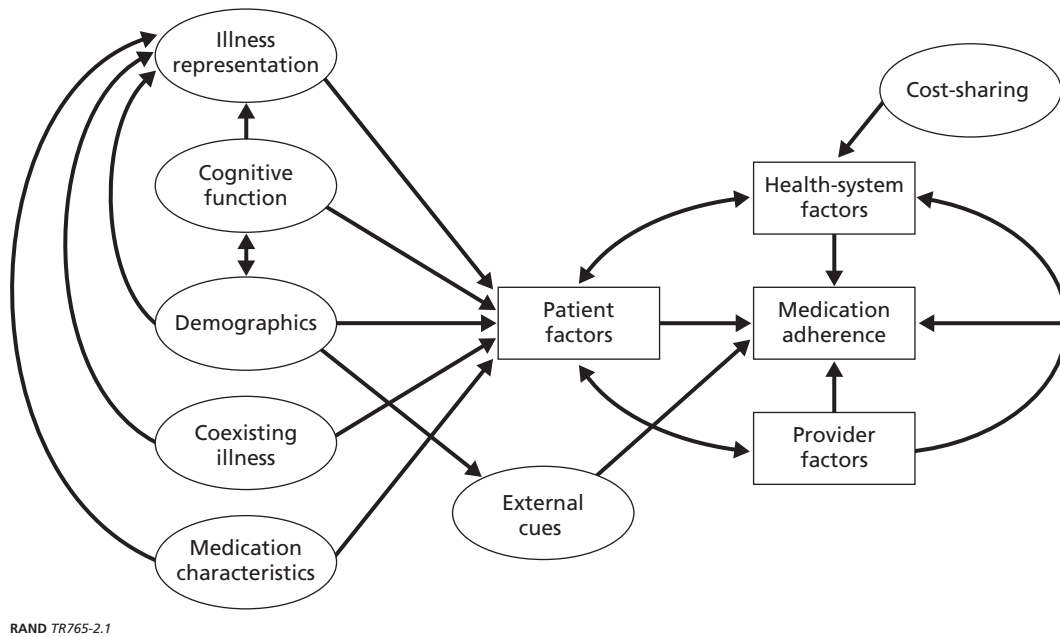 Illness
representation
Cost-sharing
Cognitive
function
Health-system
factors
Demographics
Patient
factors
Medication
adherence
Coexisting
illness
Provider
factors
External
cues
Medication
characteristics
RAND TR765-2.1